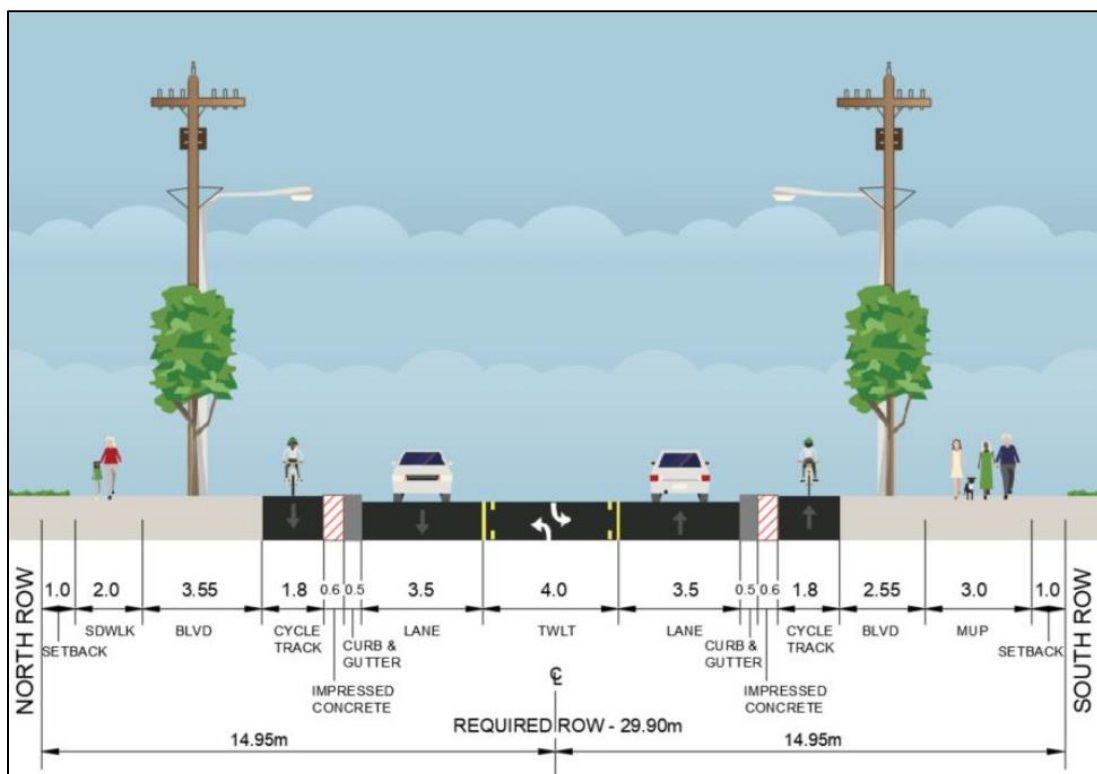 1.0 2.0 3.55 1.8 0.6 0.5 3.5 4.0 3.5 0.5 0.6 1.8 2.55 3.0 1.0
SDWLK BLVD CYCLE TRACK LANE TWLT LANE CYCLE TRACK BLVD MUP
SETBACK CURB & GUTTER CURB & GUTTER SETBACK
IMPRESSED CONCRETE ℄ IMPRESSED CONCRETE
NORTH ROW
SOUTH ROW
REQUIRED ROW - 29.90m
14.95m 14.95m